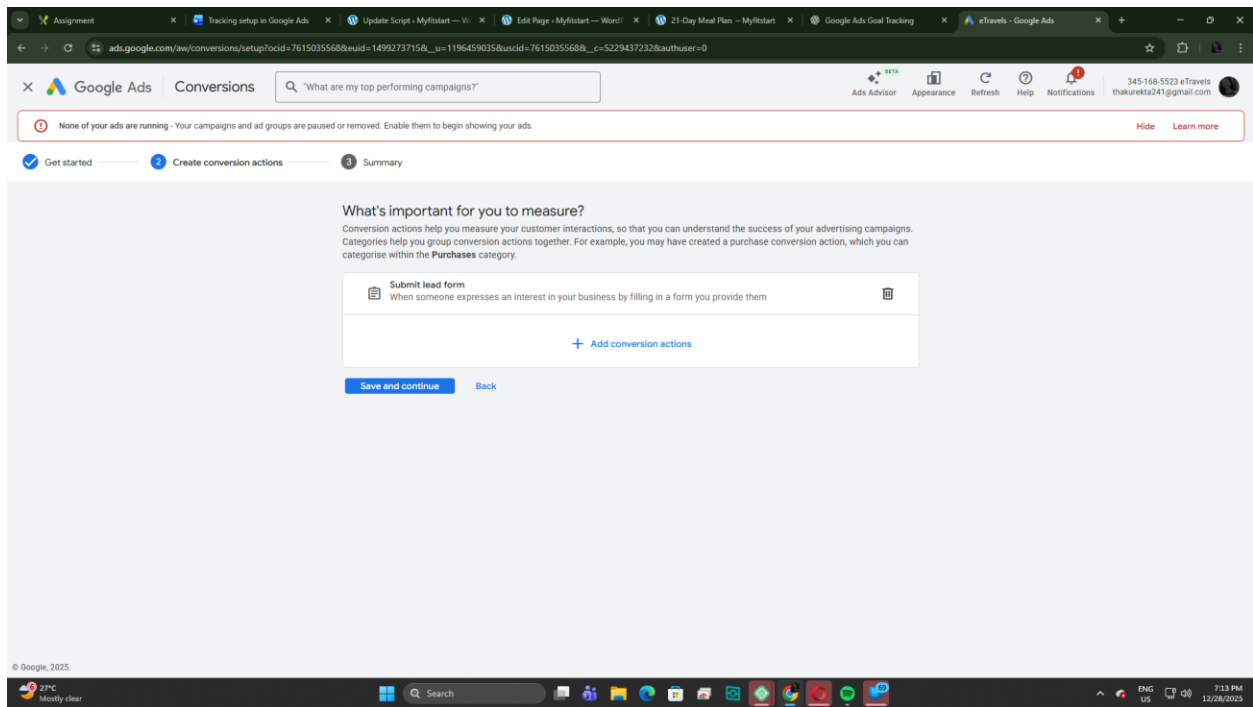 Assignment
Tracking setup in Google Ads
Update Script ‹ Myfitstart — W
Edit Page ‹ Myfitstart — WordP
21-Day Meal Plan – Myfitstart
Google Ads Goal Tracking
eTravels - Google Ads
ads.google.com/aw/conversions/setup?ocid=7615035568&euid=1499273715&__u=1196459035&uscid=7615035568&__c=5229437232&authuser=0
Google Ads
Conversions
"What are my top performing campaigns?"
BETA
Ads Advisor
Appearance
Refresh
Help
Notifications
345-168-5523 eTravels
thakurekta241@gmail.com
None of your ads are running - Your campaigns and ad groups are paused or removed. Enable them to begin showing your ads.
Hide
Learn more
Get started
2 Create conversion actions
3 Summary
What's important for you to measure?
Conversion actions help you measure your customer interactions, so that you can understand the success of your advertising campaigns.
Categories help you group conversion actions together. For example, you may have created a purchase conversion action, which you can
categorise within the Purchases category.
Submit lead form
When someone expresses an interest in your business by filling in a form you provide them
+ Add conversion actions
Save and continue
Back
© Google, 2025.
6
27°C
Mostly clear
Search
59
ENG
US
7:13 PM
12/28/2025